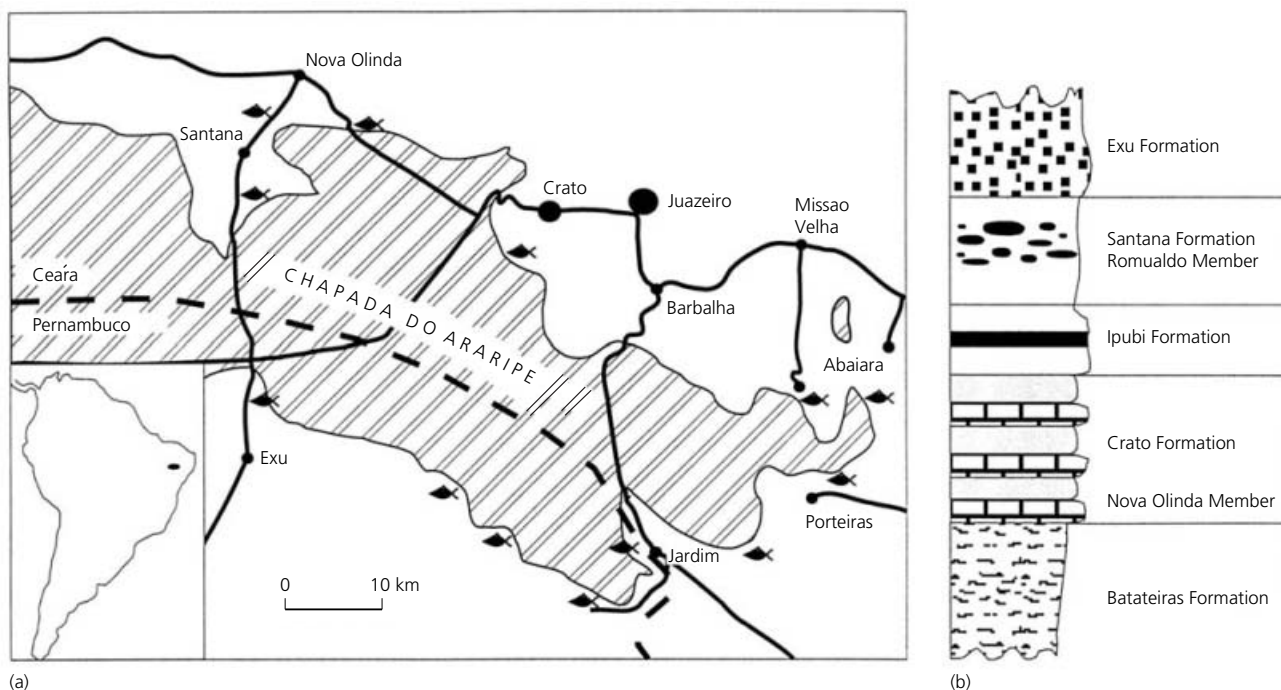 Nova Olinda
Santana
Crato
Juazeiro
Missao
Velha
Ceara
Pernambuco
CHAPADA DO ARARIPE
Barbalha
Abaiara
Exu
Porteiras
Jardim
0 10 km
(a)
Exu Formation
Santana Formation
Romualdo Member
Ipubi Formation
Crato Formation
Nova Olinda Member
Batateiras Formation
(b)